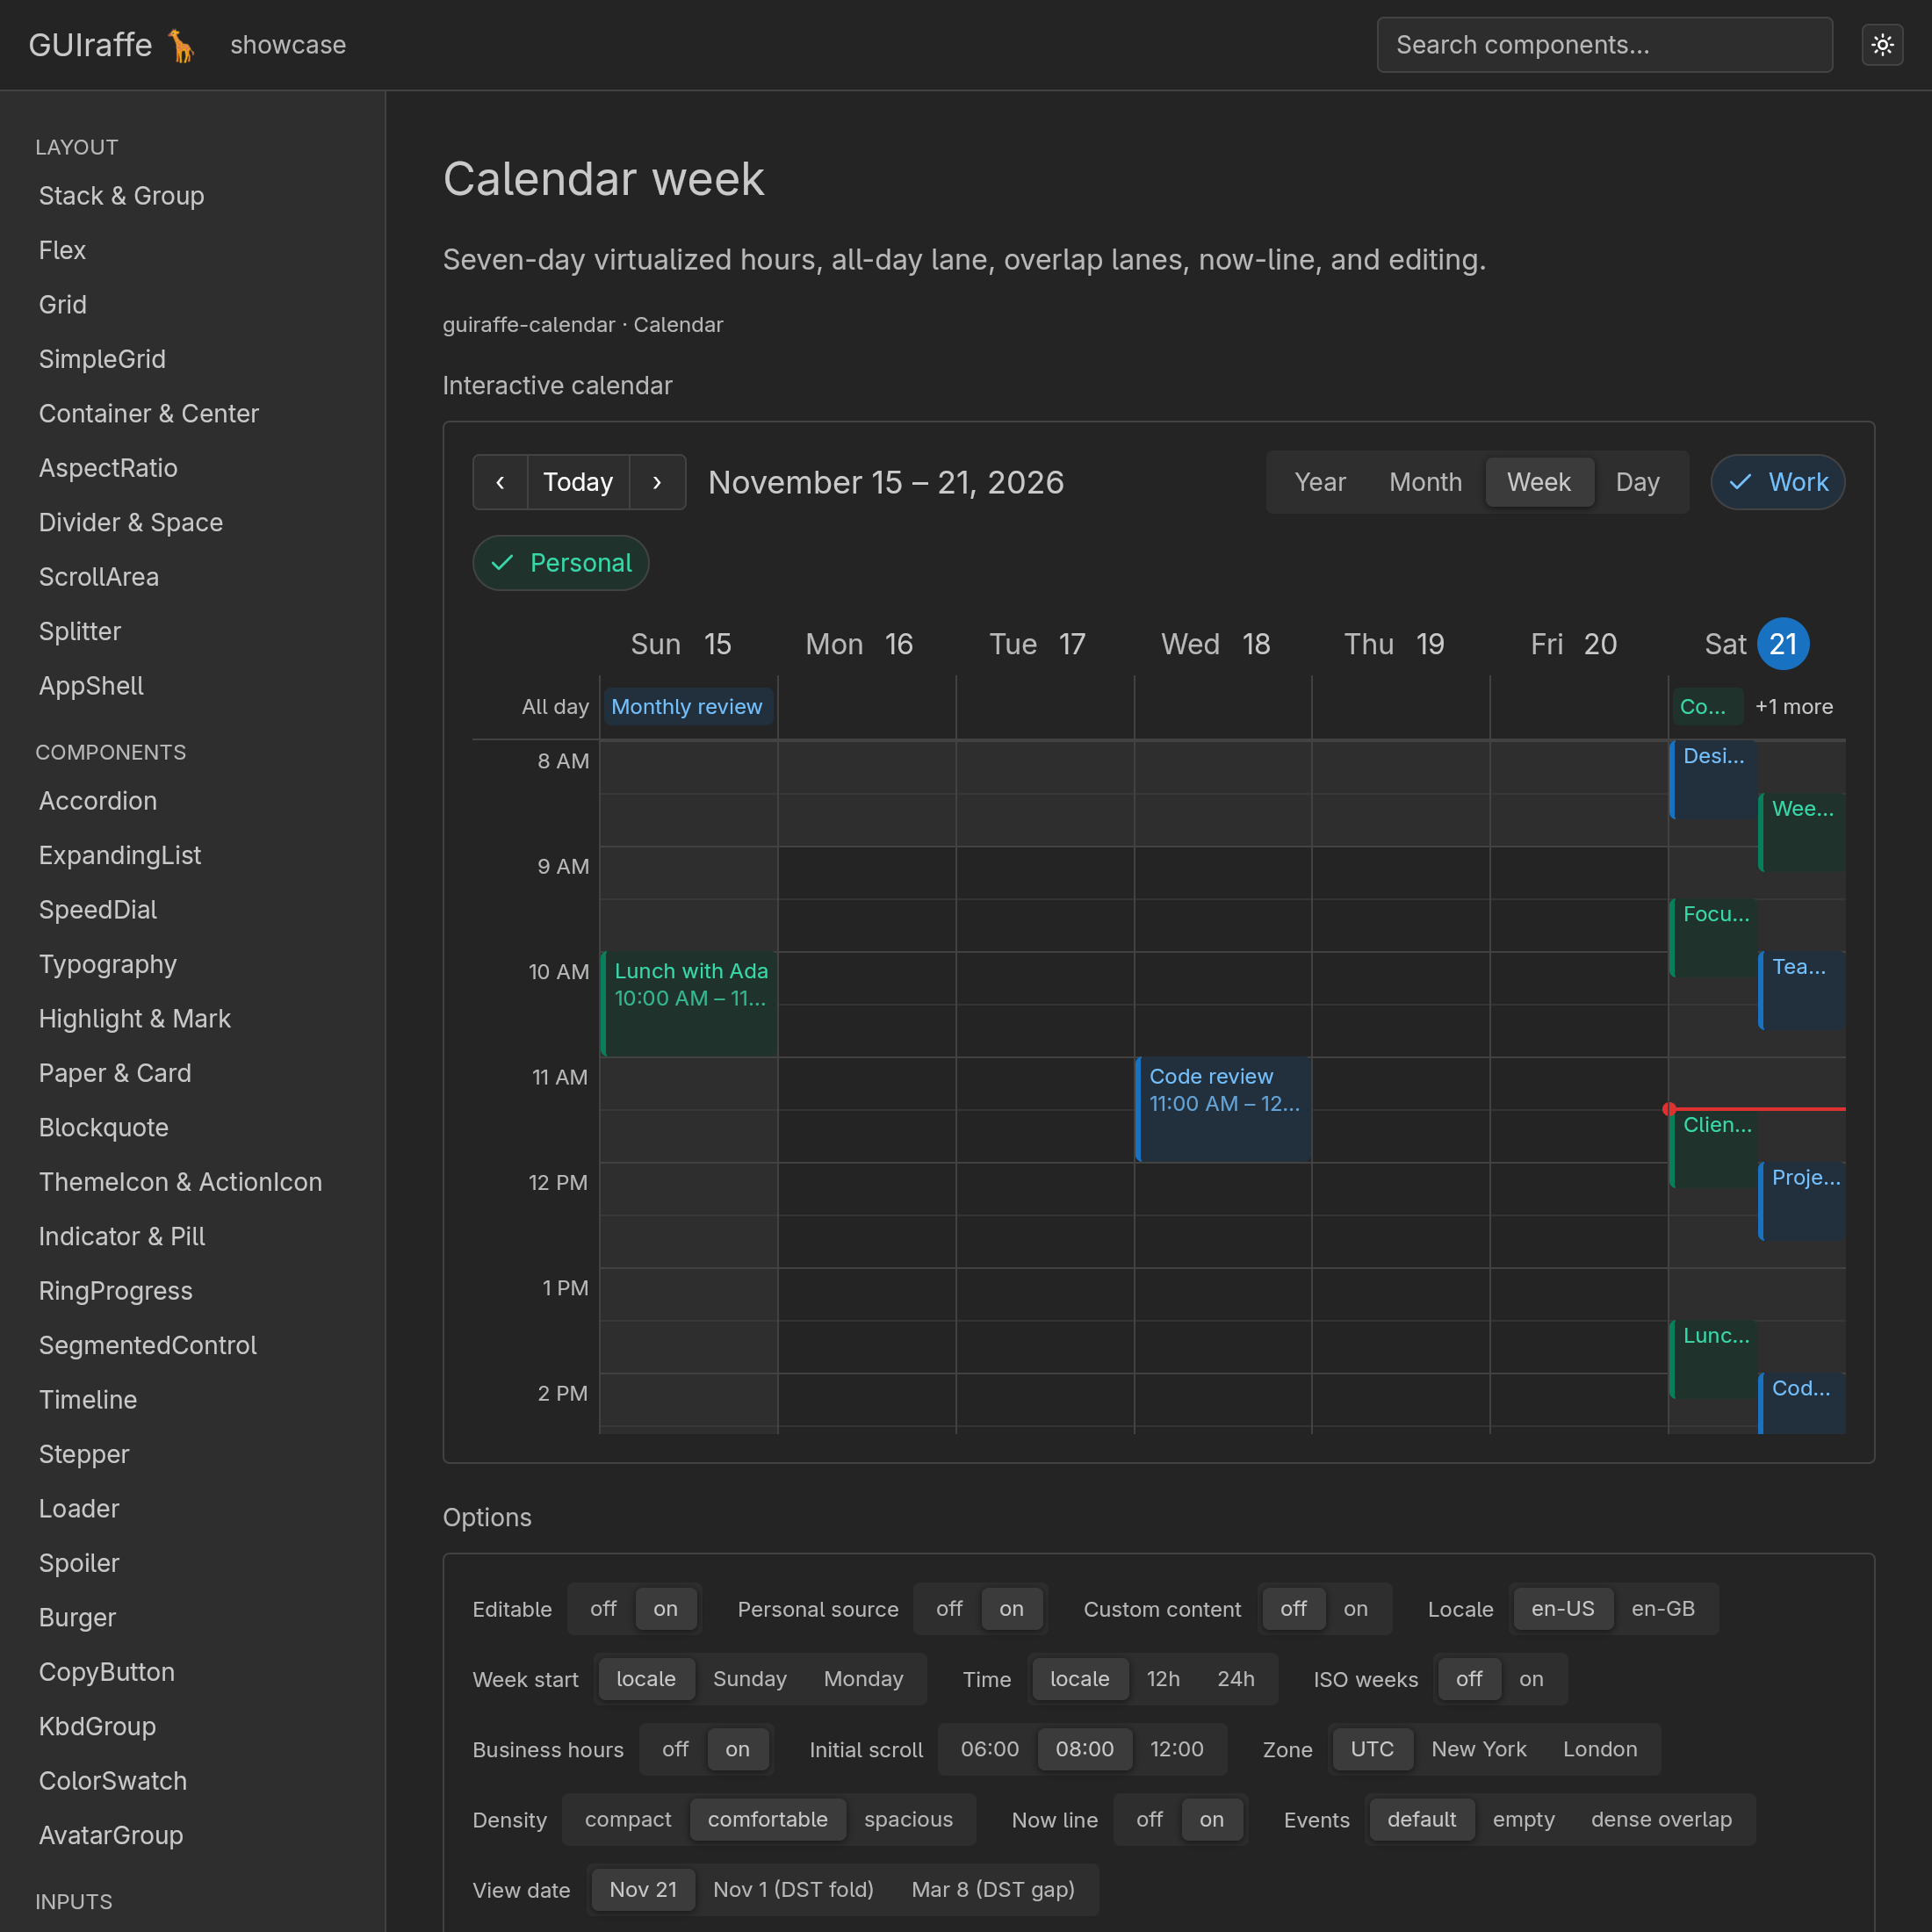 GUIraffe 🦒 showcase Search components...
LAYOUT
Stack & Group
Flex
Grid
SimpleGrid
Container & Center
AspectRatio
Divider & Space
ScrollArea
Splitter
AppShell
COMPONENTS
Accordion
ExpandingList
SpeedDial
Typography
Highlight & Mark
Paper & Card
Blockquote
ThemeIcon & ActionIcon
Indicator & Pill
RingProgress
SegmentedControl
Timeline
Stepper
Loader
Spoiler
Burger
CopyButton
KbdGroup
ColorSwatch
AvatarGroup
INPUTS
Calendar week
Seven-day virtualized hours, all-day lane, overlap lanes, now-line, and editing.
guiraffe-calendar · Calendar
Interactive calendar
‹ Today › November 15 – 21, 2026 Year Month Week Day ✓ Work
✓ Personal
Sun 15 Mon 16 Tue 17 Wed 18 Thu 19 Fri 20 Sat 21
All day Monthly review Co... +1 more
8 AM Desi...
Wee...
9 AM
Focu...
10 AM Lunch with Ada Tea...
10:00 AM – 11...
11 AM Code review
11:00 AM – 12...
Clien...
12 PM Proje...
1 PM
Lunc...
2 PM Cod...
Options
Editable off on Personal source off on Custom content off on Locale en-US en-GB
Week start locale Sunday Monday Time locale 12h 24h ISO weeks off on
Business hours off on Initial scroll 06:00 08:00 12:00 Zone UTC New York London
Density compact comfortable spacious Now line off on Events default empty dense overlap
View date Nov 21 Nov 1 (DST fold) Mar 8 (DST gap)